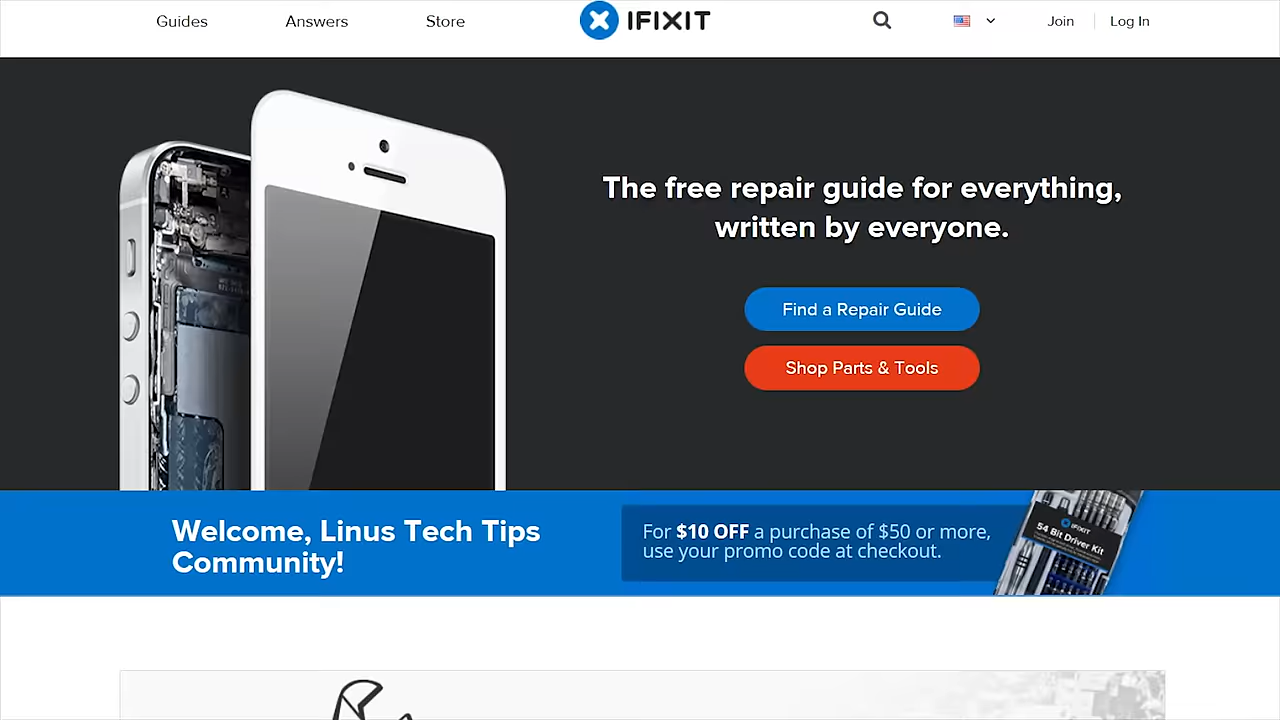 Guides
Answers
Store
IFIXIT
Join
Log In
The free repair guide for everything,
written by everyone.
Find a Repair Guide
Shop Parts & Tools
Welcome, Linus Tech Tips
Community!
For $10 OFF a purchase of $50 or more,
use your promo code at checkout.
IFIXIT
54 Bit Driver Kit